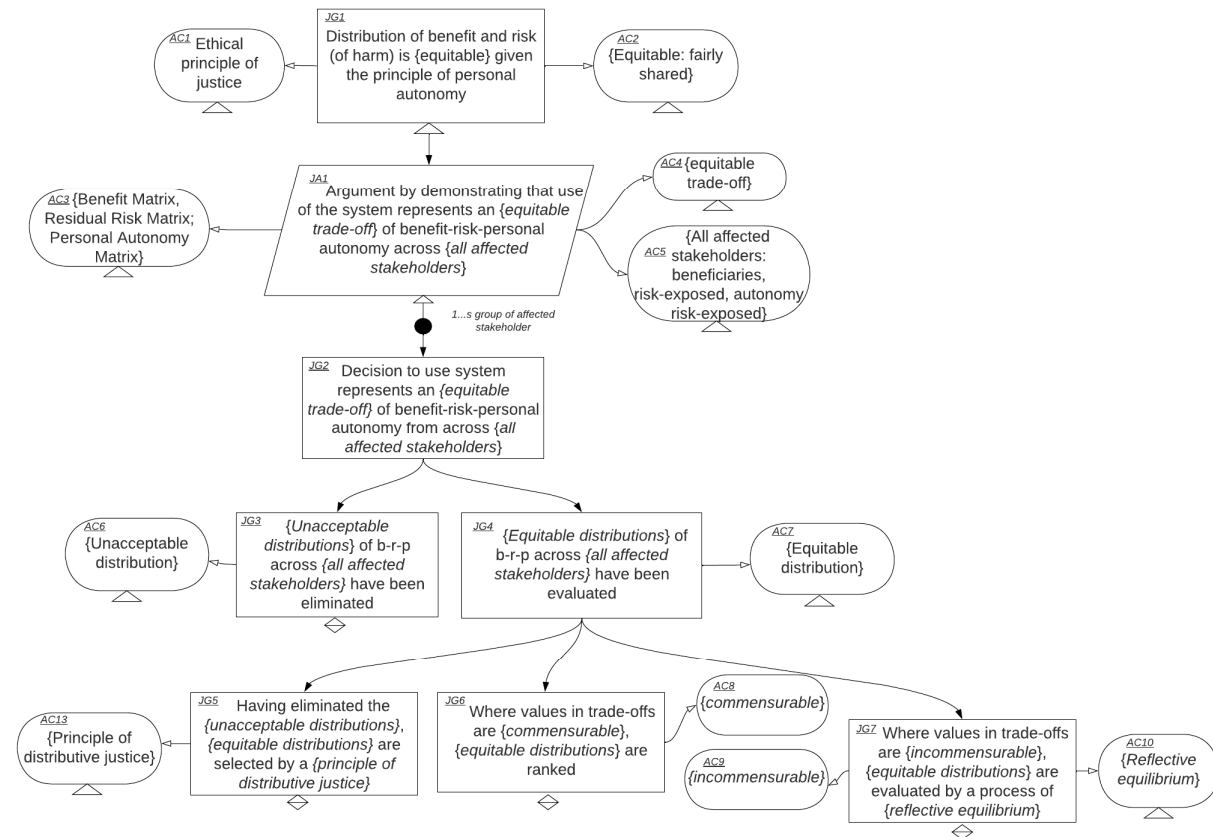 JG1
Distribution of benefit and risk
(of harm) is {equitable} given
the principle of personal
autonomy
AC1 Ethical
principle of
justice
AC2
{Equitable: fairly
shared}
JA1
Argument by demonstrating that use
of the system represents an {equitable
trade-off} of benefit-risk-personal
autonomy across {all affected
stakeholders}
AC3 {Benefit Matrix,
Residual Risk Matrix;
Personal Autonomy
Matrix}
AC4 {equitable
trade-off}
{All affected
AC5 stakeholders:
beneficiaries,
risk-exposed, autonomy
risk-exposed}
1...s group of affected
stakeholder
JG2 Decision to use system
represents an {equitable
trade-off} of benefit-risk-personal
autonomy from across {all
affected stakeholders}
AC6
{Unacceptable
distribution}
JG3 {Unacceptable
distributions} of b-r-p
across {all affected
stakeholders} have been
eliminated
JG4 {Equitable distributions} of
b-r-p across {all affected
stakeholders} have been
evaluated
AC7
{Equitable
distribution}
AC13
{Principle of
distributive justice}
JG5 Having eliminated the
{unacceptable distributions},
{equitable distributions} are
selected by a {principle of
distributive justice}
JG6
Where values in trade-offs
are {commensurable},
{equitable distributions} are
ranked
AC8
{commensurable}
AC9
{incommensurable}
JG7 Where values in trade-offs
are {incommensurable},
{equitable distributions} are
evaluated by a process of
{reflective equilibrium}
AC10
{Reflective
equilibrium}